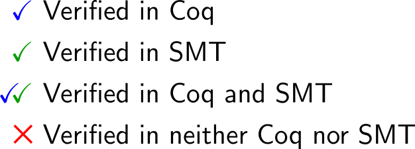 ✓ Verified in Coq
✓ Verified in SMT
✓✓ Verified in Coq and SMT
✕ Verified in neither Coq nor SMT